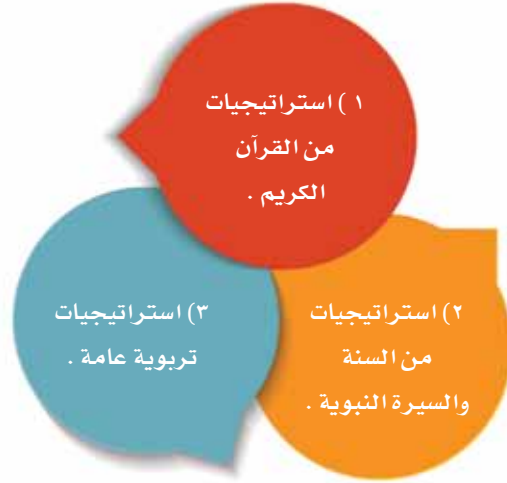 ١ ) استراتيجيات
من القرآن
الكريم .
٢) استراتيجيات
من السنة
والسيرة النبوية .
٣) استراتيجيات
تربوية عامة .